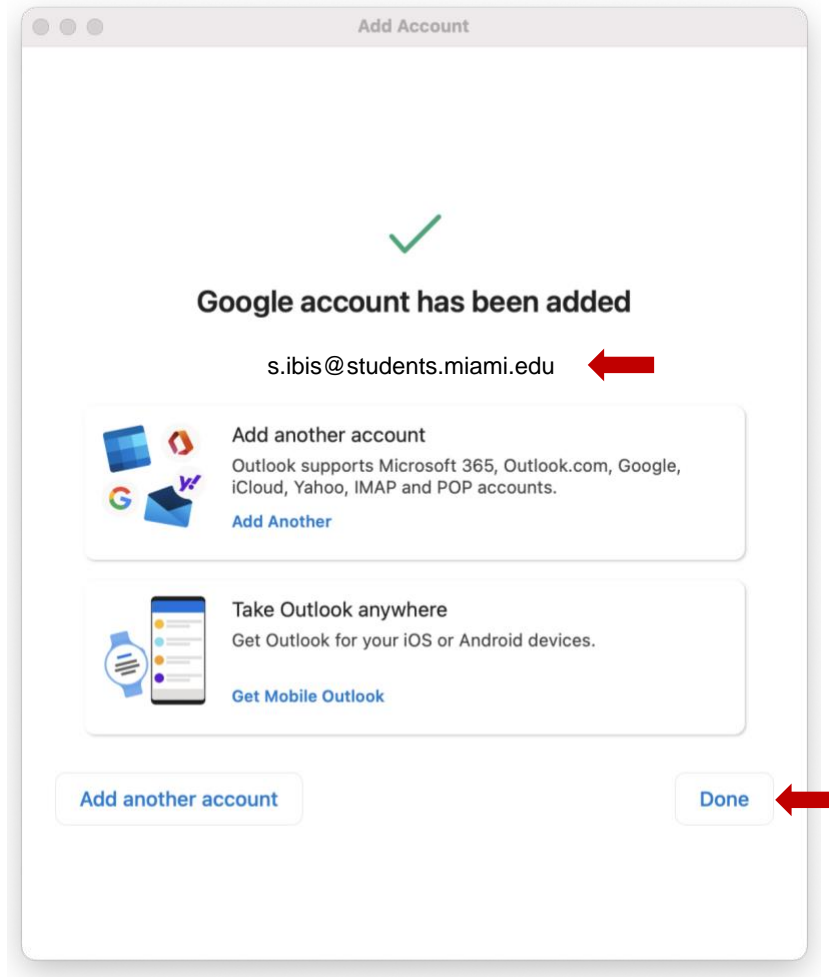 Add Account
Google account has been added
s.ibis@students.miami.edu
Add another account
Outlook supports Microsoft 365, Outlook.com, Google,
iCloud, Yahoo, IMAP and POP accounts.
Add Another
Take Outlook anywhere
Get Outlook for your iOS or Android devices.
Get Mobile Outlook
Add another account
Done